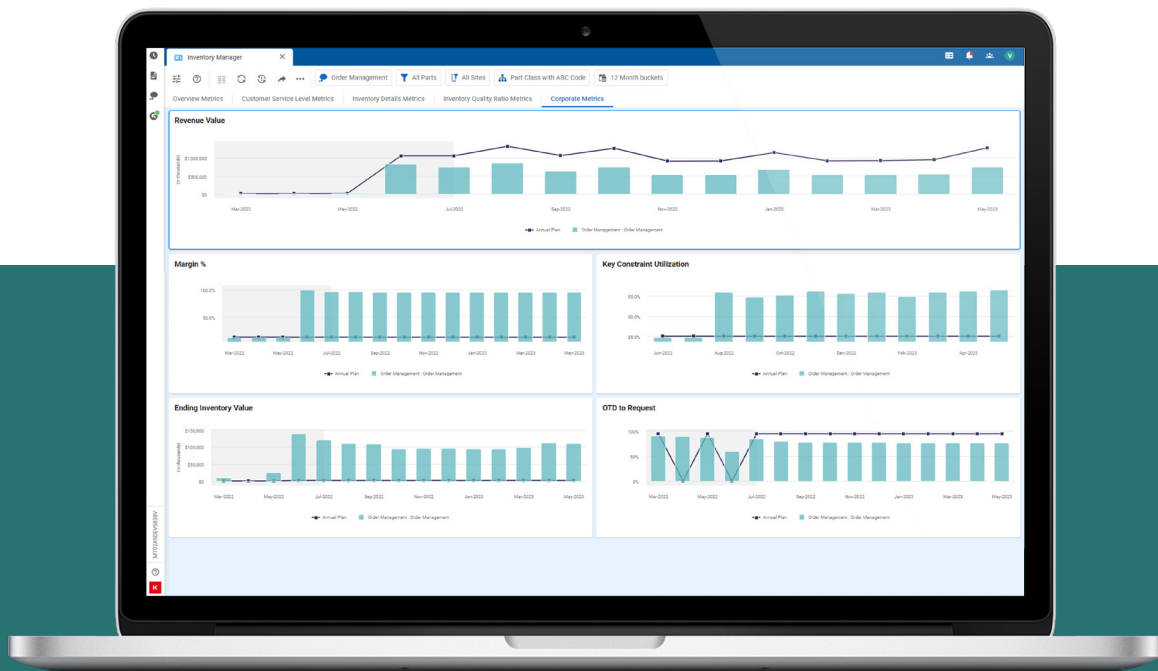 Inventory Manager
V
Order Management
All Parts
All Sites
Part Class with ABC Code
12 Month buckets
Overview Metrics
Customer Service Level Metrics
Inventory Details Metrics
Inventory Quality Ratio Metrics
Corporate Metrics
Revenue Value
(in thousands)
$1,000,000
$500,000
$0
Mar-2022 May-2022 Jul-2022 Sep-2022 Nov-2022 Jan-2023 Mar-2023 May-2023
Annual Plan Order Management : Order Management
Margin %
100.0%
50.0%
Mar-2022 May-2022 Jul-2022 Sep-2022 Nov-2022 Jan-2023 Mar-2023 May-2023
Annual Plan Order Management : Order Management
Key Constraint Utilization
90.0%
85.0%
Jun-2022 Aug-2022 Oct-2022 Dec-2022 Feb-2023 Apr-2023
Annual Plan Order Management : Order Management
Ending Inventory Value
(in thousands)
$150,000
$100,000
$50,000
$0
Mar-2022 May-2022 Jul-2022 Sep-2022 Nov-2022 Jan-2023 Mar-2023 May-2023
Annual Plan Order Management : Order Management
OTD to Request
100%
50%
0%
Mar-2022 May-2022 Jul-2022 Sep-2022 Nov-2022 Jan-2023 Mar-2023 May-2023
Annual Plan Order Management : Order Management
K